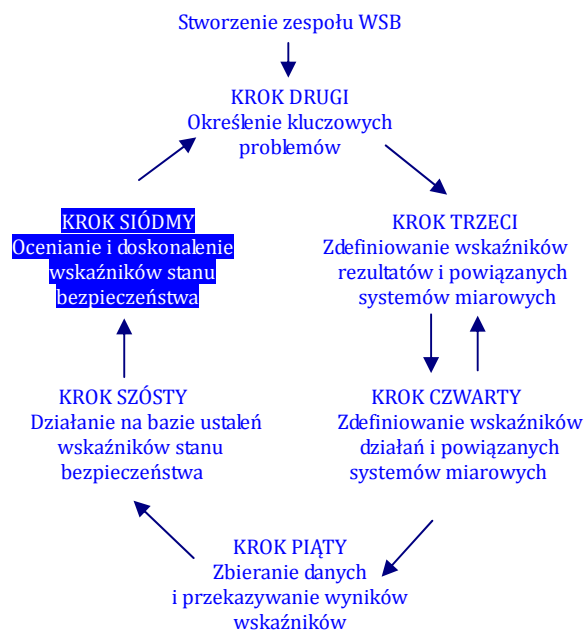 Stworzenie zespołu WSB
KROK DRUGI
Określenie kluczowych
problemów
KROK TRZECI
Zdefiniowanie wskaźników
rezultatów i powiązanych
systemów miarowych
KROK CZWARTY
Zdefiniowanie wskaźników
działań i powiązanych
systemów miarowych
KROK PIĄTY
Zbieranie danych
i przekazywanie wyników
wskaźników
KROK SZÓSTY
Działanie na bazie ustaleń
wskaźników stanu
bezpieczeństwa
KROK SIÓDMY
Ocenianie i doskonalenie
wskaźników stanu
bezpieczeństwa